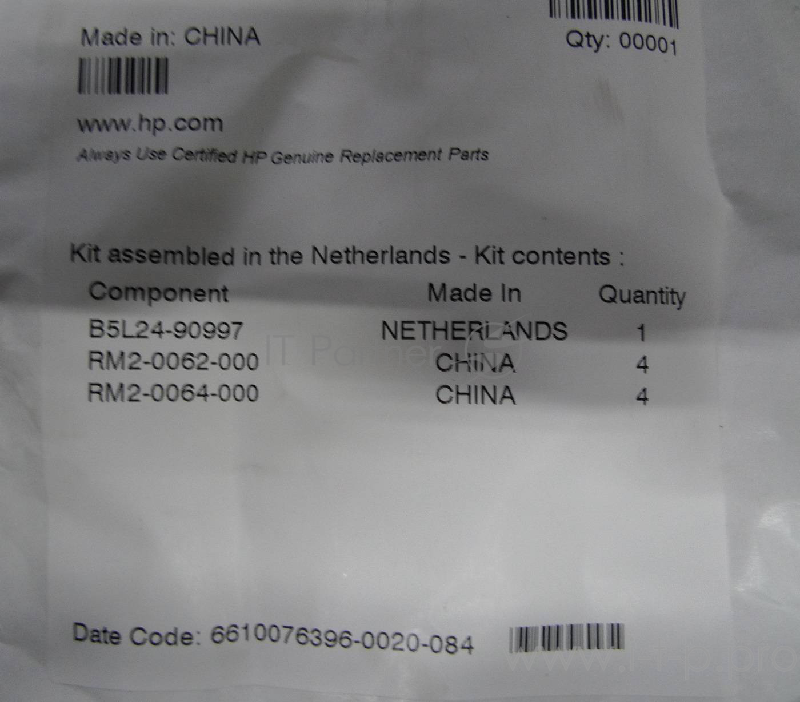 Made in: CHINA
Qty: 00001
www.hp.com
Always Use Certified HP Genuine Replacement Parts
Kit assembled in the Netherlands - Kit contents :
Component Made In Quantity
B5L24-90997 NETHERLANDS 1
RM2-0062-000 CHINA 4
RM2-0064-000 CHINA 4
IT Partner
Date Code: 6610076396-0020-084